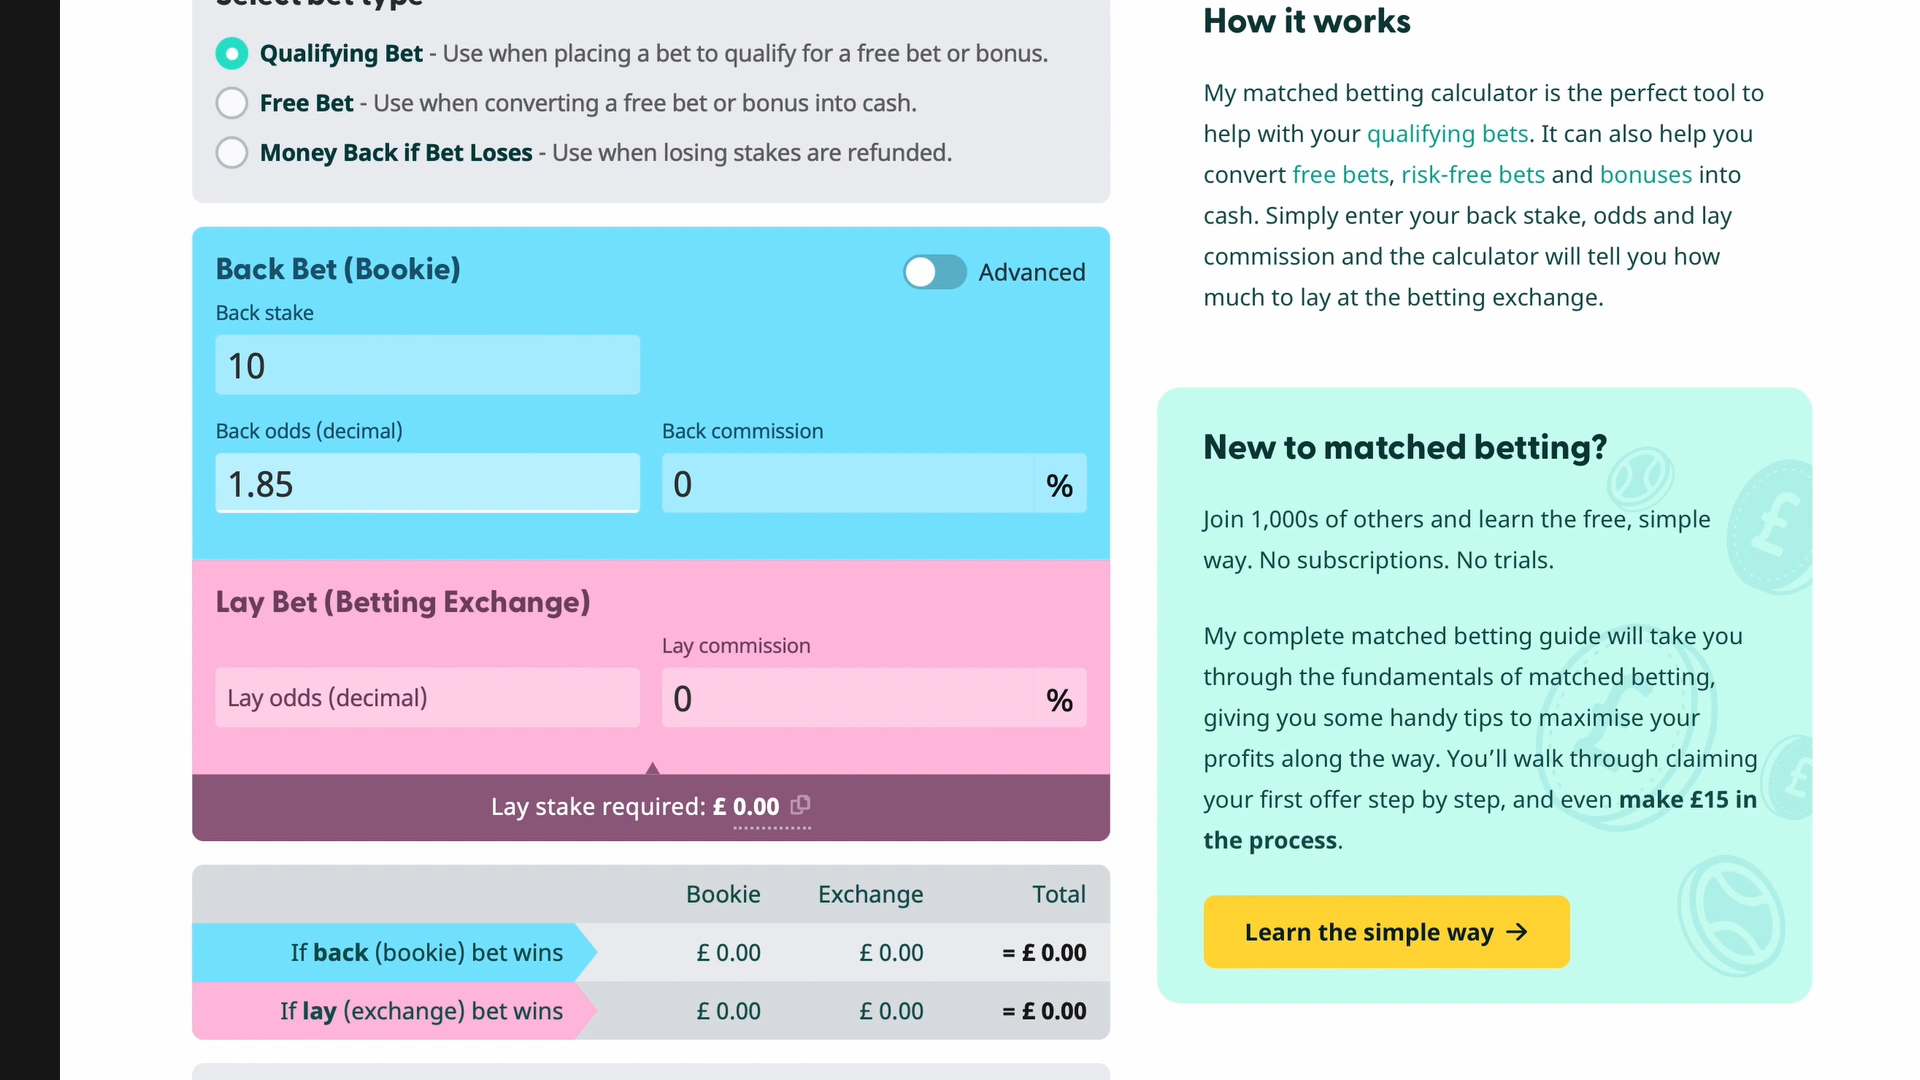 Select bet type
Qualifying Bet - Use when placing a bet to qualify for a free bet or bonus.
Free Bet - Use when converting a free bet or bonus into cash.
Money Back if Bet Loses - Use when losing stakes are refunded.
Back Bet (Bookie)
Advanced
Back stake
10
Back odds (decimal)
Back commission
1.85
0
%
Lay Bet (Betting Exchange)
Lay commission
Lay odds (decimal)
0
%
Lay stake required: £ 0.00
Bookie Exchange Total
If back (bookie) bet wins £ 0.00 £ 0.00 = £ 0.00
If lay (exchange) bet wins £ 0.00 £ 0.00 = £ 0.00
How it works
My matched betting calculator is the perfect tool to
help with your qualifying bets. It can also help you
convert free bets, risk-free bets and bonuses into
cash. Simply enter your back stake, odds and lay
commission and the calculator will tell you how
much to lay at the betting exchange.
New to matched betting?
Join 1,000s of others and learn the free, simple
way. No subscriptions. No trials.
My complete matched betting guide will take you
through the fundamentals of matched betting,
giving you some handy tips to maximise your
profits along the way. You’ll walk through claiming
your first offer step by step, and even make £15 in
the process.
Learn the simple way →